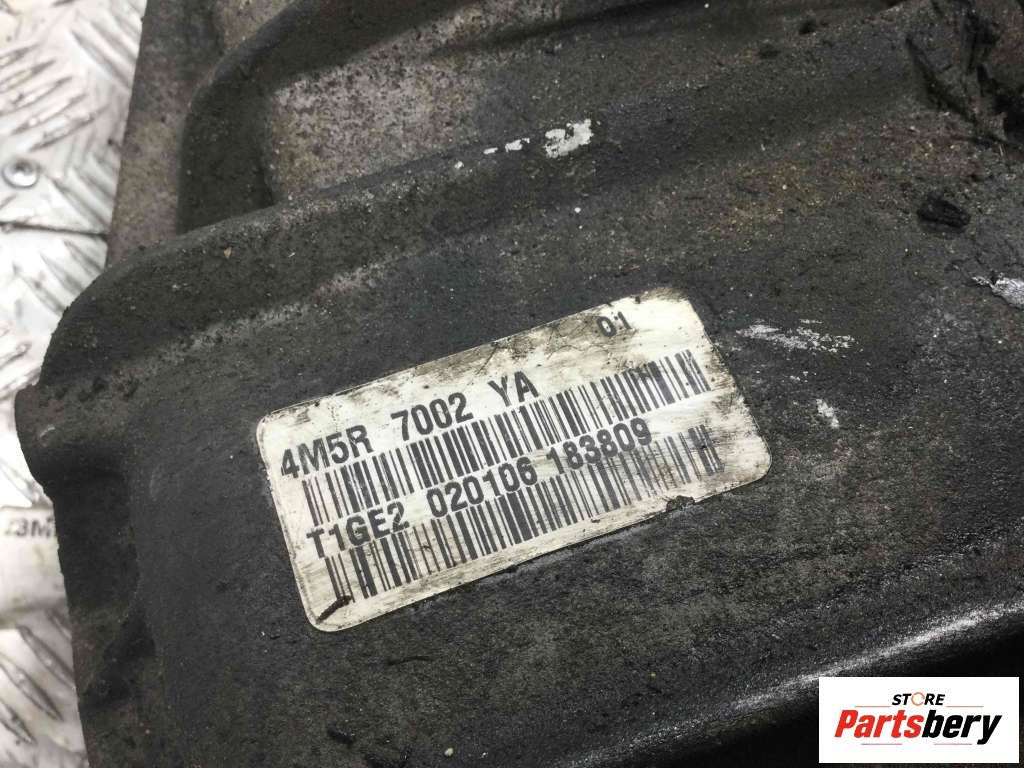 01
4M5R 7002 YA
T1GE2 020106 183809
STORE
Partsbery